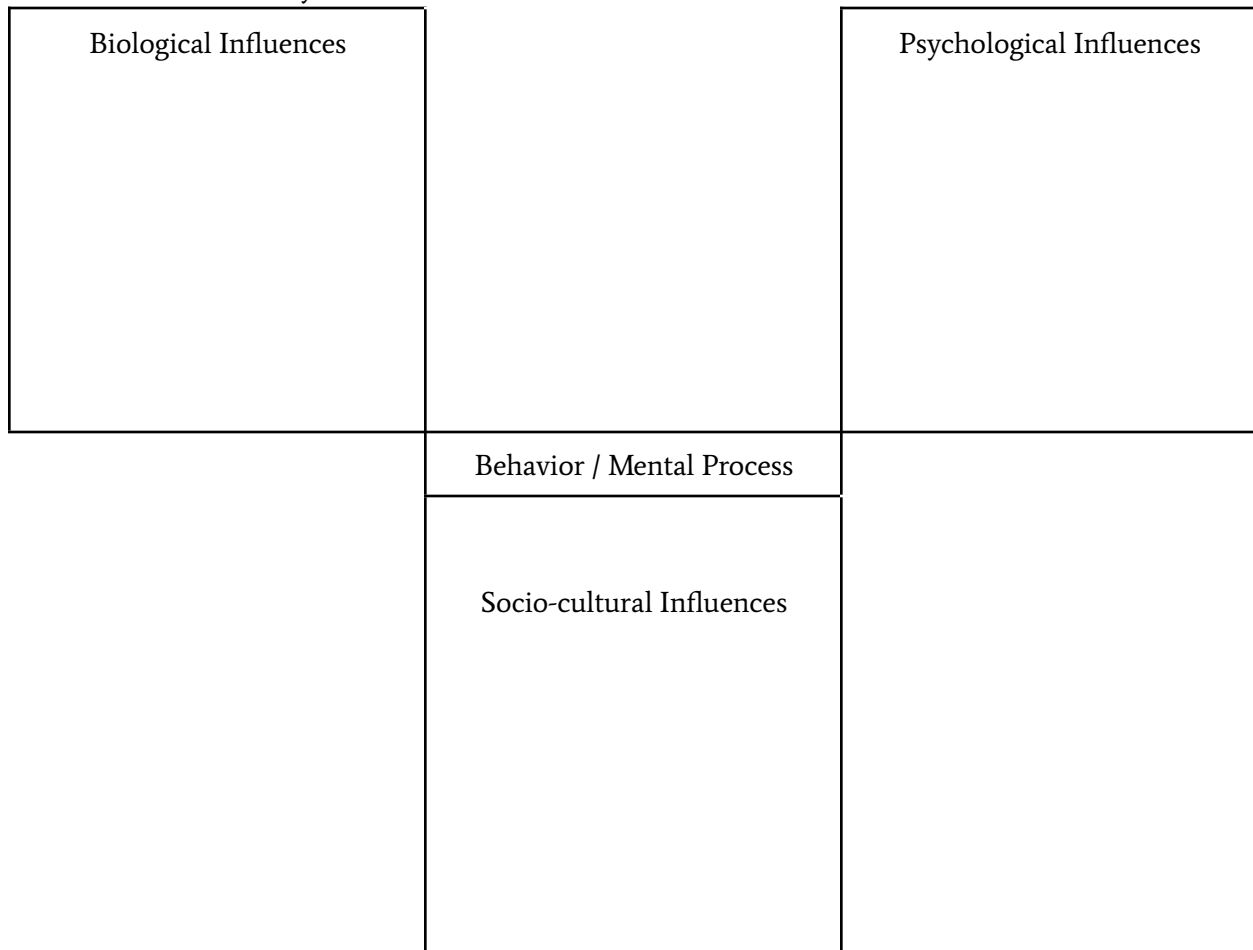 Biological Influences
Psychological Influences
Behavior / Mental Process
Socio-cultural Influences